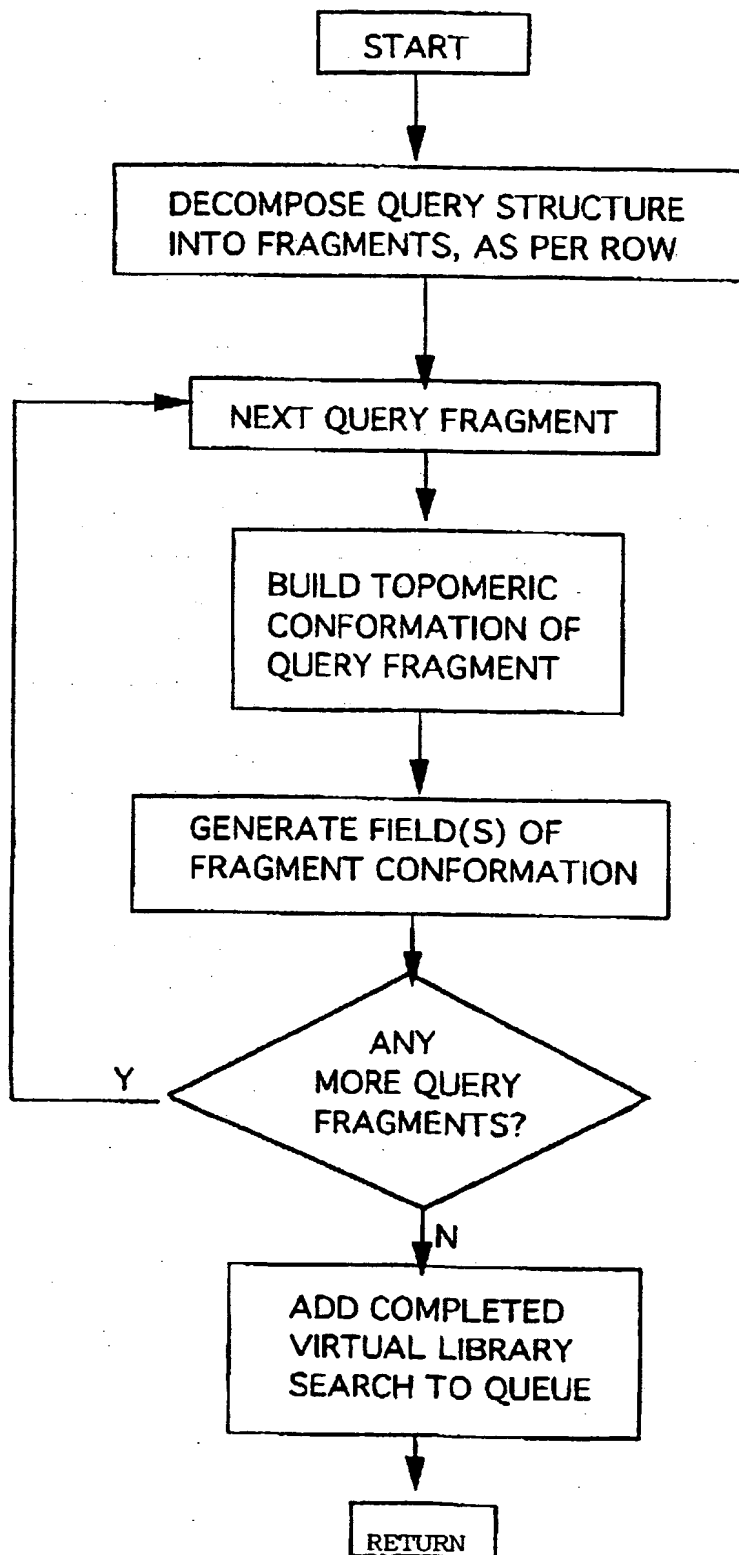 START
DECOMPOSE QUERY STRUCTURE
INTO FRAGMENTS, AS PER ROW
NEXT QUERY FRAGMENT
BUILD TOPOMERIC
CONFORMATION OF
QUERY FRAGMENT
GENERATE FIELD(S) OF
FRAGMENT CONFORMATION
ANY
MORE QUERY
FRAGMENTS?
Y
N
ADD COMPLETED
VIRTUAL LIBRARY
SEARCH TO QUEUE
RETURN